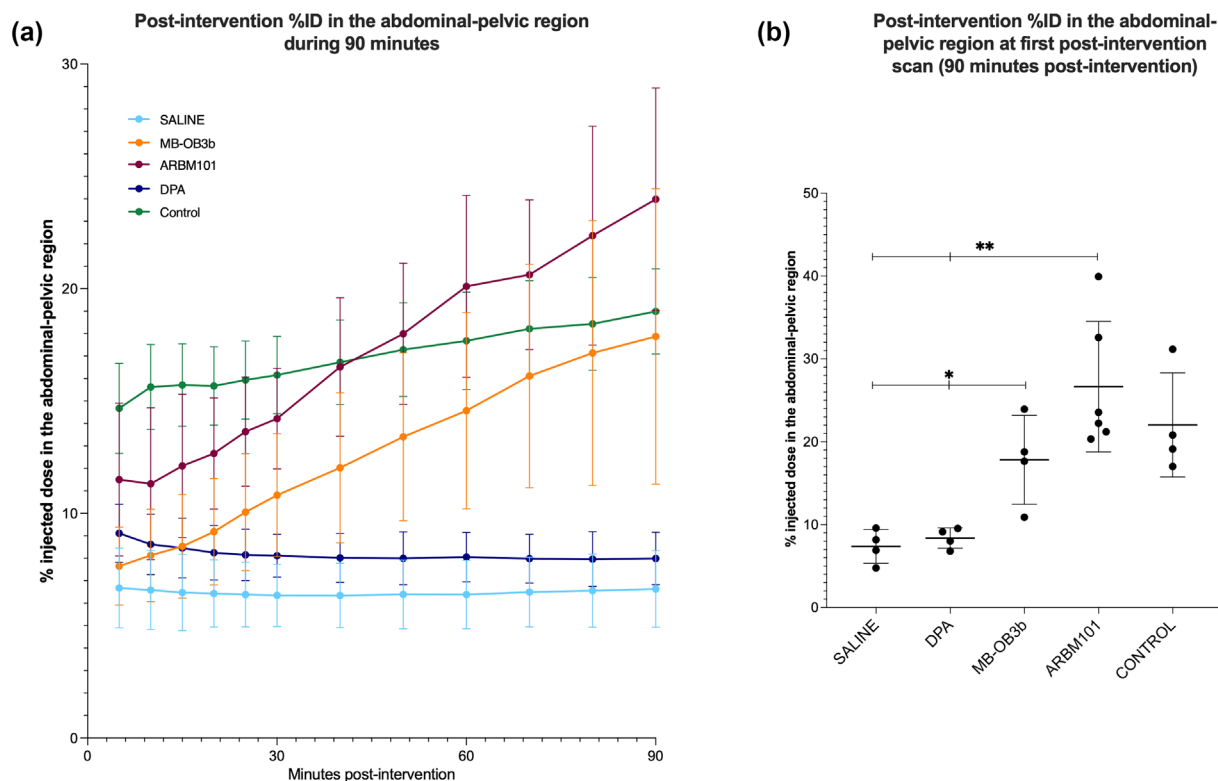 (a)
Post-intervention %ID in the abdominal-pelvic region
during 90 minutes
30
20
10
0
% injected dose in the abdominal-pelvic region
SALINE
MB-OB3b
ARBM101
DPA
Control
0
30
60
90
Minutes post-intervention
(b)
Post-intervention %ID in the abdominal-
pelvic region at first post-intervention
scan (90 minutes post-intervention)
50
40
30
20
10
0
% injected dose in the abdominal-pelvic region
**
*
SALINE
DPA
MB-OB3b
ARBM101
CONTROL